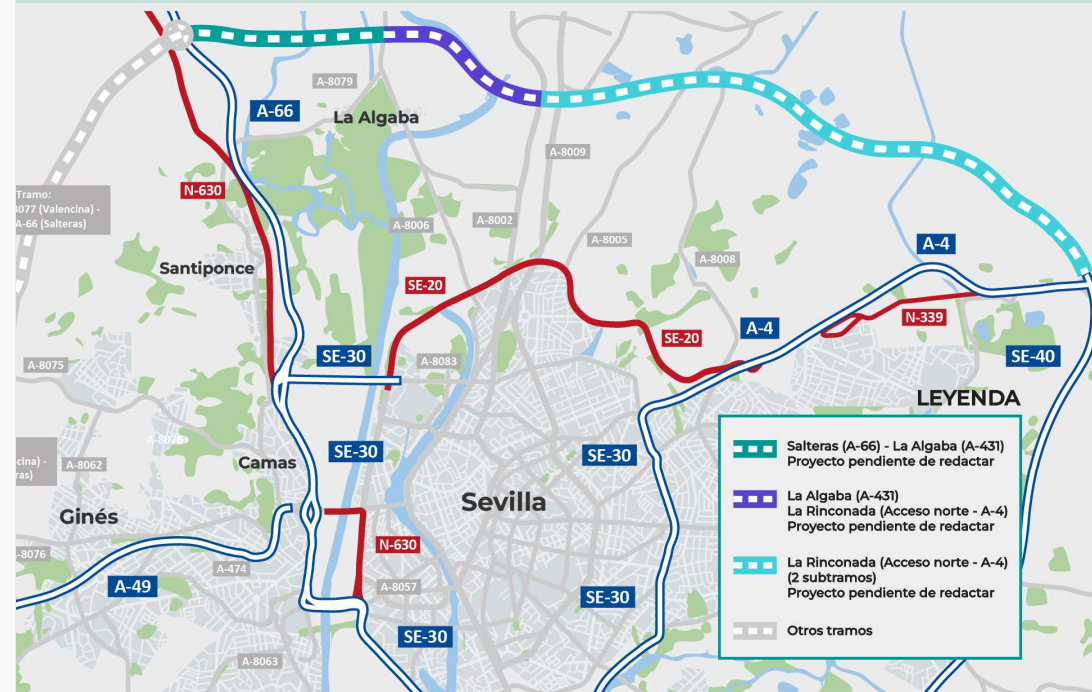 A-8079
A-66
La Algaba
A-8009
N-630
Tramo:
8077 (Valencina) -
A-66 (Salteras)
A-8006
A-8002
A-8005
A-4
A-8008
Santiponce
SE-20
N-339
A-4
SE-20
SE-30
SE-40
A-8083
A-8075
LEYENDA
A-8076
SE-30
SE-30
cina) -
ras)
A-8062
Camas
Ginés
Sevilla
N-630
-8076
A-474
A-49
A-8057
SE-30
SE-30
A-8063
Salteras (A-66) - La Algaba (A-431)
Proyecto pendiente de redactar
La Algaba (A-431)
La Rinconada (Acceso norte - A-4)
Proyecto pendiente de redactar
La Rinconada (Acceso norte - A-4)
(2 subtramos)
Proyecto pendiente de redactar
Otros tramos